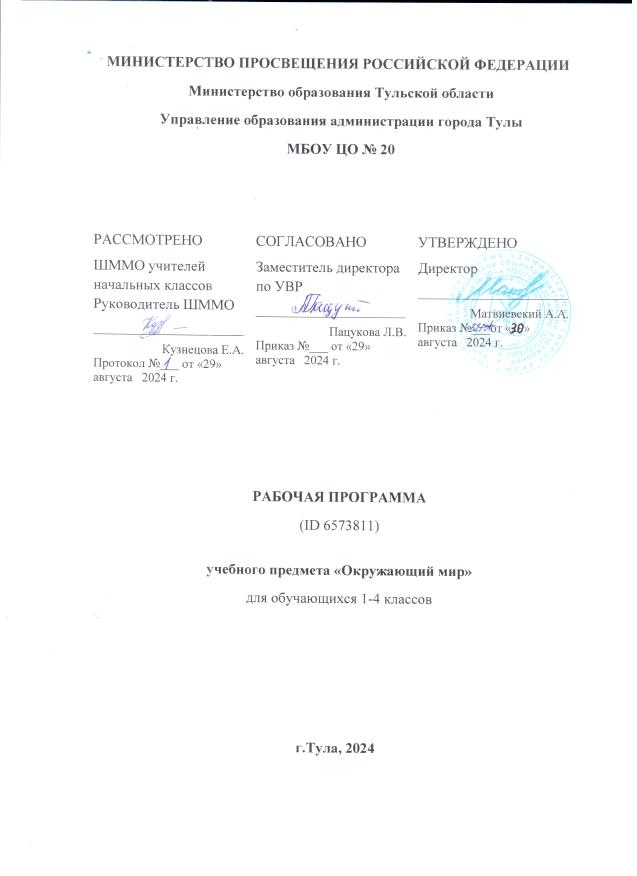 МИНИСТЕРСТВО ПРОСВЕЩЕНИЯ РОССИЙСКОЙ ФЕДЕРАЦИИ
Министерство образования Тульской области
Управление образования администрации города Тулы
МБОУ ЦО № 20
РАССМОТРЕНО
ШММО учителей
начальных классов
Руководитель ШММО
Кузнецова Е.А.
Протокол № 1 от «29»
августа 2024 г.
СОГЛАСОВАНО
Заместитель директора
по УВР
Пацукова Л.В.
Приказ №___ от «29»
августа 2024 г.
УТВЕРЖДЕНО
Директор
Матвиевский А.А.
Приказ № от «30»
августа 2024 г.
РАБОЧАЯ ПРОГРАММА
(ID 6573811)
учебного предмета «Окружающий мир»
для обучающихся 1-4 классов
г.Тула, 2024